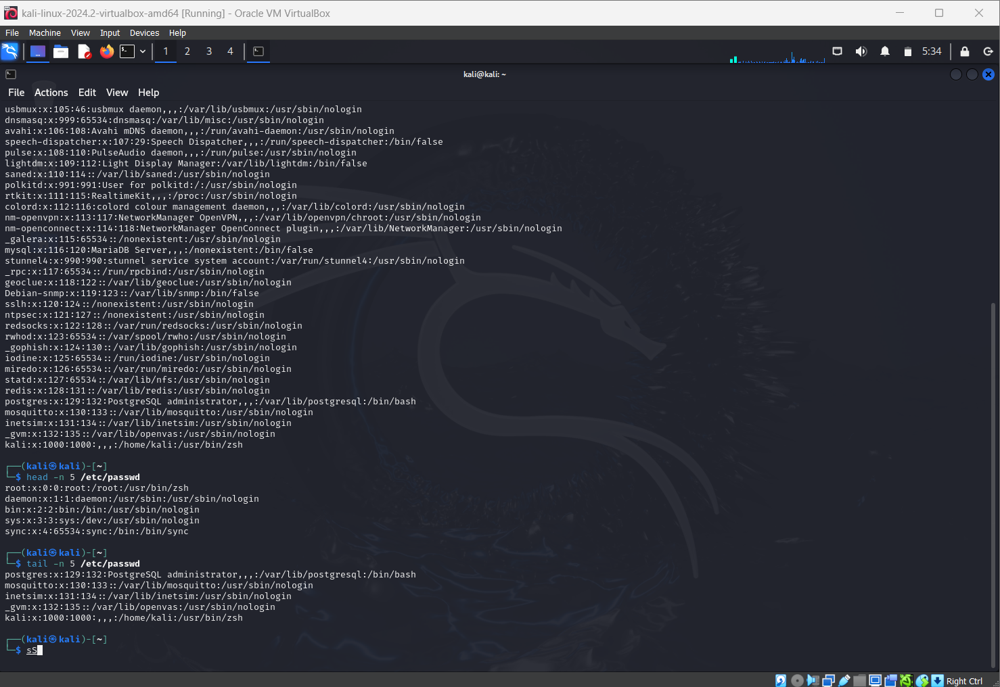 kali-linux-2024.2-virtualbox-amd64 [Running] - Oracle VM VirtualBox
File Machine View Input Devices Help
1 2 3 4 5:34
kali@kali: ~
File Actions Edit View Help
usbmux:x:105:46:usbmux daemon,,,:/var/lib/usbmux:/usr/sbin/nologin
dnsmasq:x:999:65534:dnsmasq:/var/lib/misc:/usr/sbin/nologin
avahi:x:106:108:Avahi mDNS daemon,,,:/run/avahi-daemon:/usr/sbin/nologin
speech-dispatcher:x:107:29:Speech Dispatcher,,,:/run/speech-dispatcher:/bin/false
pulse:x:108:110:PulseAudio daemon,,,:/run/pulse:/usr/sbin/nologin
lightdm:x:109:112:Light Display Manager:/var/lib/lightdm:/bin/false
saned:x:110:114::/var/lib/saned:/usr/sbin/nologin
polkitd:x:991:991:User for polkitd:/:/usr/sbin/nologin
rtkit:x:111:115:RealtimeKit,,,:/proc:/usr/sbin/nologin
colord:x:112:116:colord colour management daemon,,,:/var/lib/colord:/usr/sbin/nologin
nm-openvpn:x:113:117:NetworkManager OpenVPN,,,:/var/lib/openvpn/chroot:/usr/sbin/nologin
nm-openconnect:x:114:118:NetworkManager OpenConnect plugin,,,:/var/lib/NetworkManager:/usr/sbin/nologin
_galera:x:115:65534::/nonexistent:/usr/sbin/nologin
mysql:x:116:120:MariaDB Server,,,:/nonexistent:/bin/false
stunnel4:x:990:990:stunnel service system account:/var/run/stunnel4:/usr/sbin/nologin
_rpc:x:117:65534::/run/rpcbind:/usr/sbin/nologin
geoclue:x:118:122::/var/lib/geoclue:/usr/sbin/nologin
Debian-snmp:x:119:123::/var/lib/snmp:/bin/false
sslh:x:120:124::/nonexistent:/usr/sbin/nologin
ntpsec:x:121:127::/nonexistent:/usr/sbin/nologin
redsocks:x:122:128::/var/run/redsocks:/usr/sbin/nologin
rwhod:x:123:65534::/var/spool/rwho:/usr/sbin/nologin
_gophish:x:124:130::/var/lib/gophish:/usr/sbin/nologin
iodine:x:125:65534::/run/iodine:/usr/sbin/nologin
miredo:x:126:65534::/var/run/miredo:/usr/sbin/nologin
statd:x:127:65534::/var/lib/nfs:/usr/sbin/nologin
redis:x:128:131::/var/lib/redis:/usr/sbin/nologin
postgres:x:129:132:PostgreSQL administrator,,,:/var/lib/postgresql:/bin/bash
mosquitto:x:130:133::/var/lib/mosquitto:/usr/sbin/nologin
inetsim:x:131:134::/var/lib/inetsim:/usr/sbin/nologin
_gvm:x:132:135::/var/lib/openvas:/usr/sbin/nologin
kali:x:1000:1000:,,,:/home/kali:/usr/bin/zsh
┌──(kali㉿kali)-[~]
└─$ head -n 5 /etc/passwd
root:x:0:0:root:/root:/usr/bin/zsh
daemon:x:1:1:daemon:/usr/sbin:/usr/sbin/nologin
bin:x:2:2:bin:/bin:/usr/sbin/nologin
sys:x:3:3:sys:/dev:/usr/sbin/nologin
sync:x:4:65534:sync:/bin:/bin/sync
┌──(kali㉿kali)-[~]
└─$ tail -n 5 /etc/passwd
postgres:x:129:132:PostgreSQL administrator,,,:/var/lib/postgresql:/bin/bash
mosquitto:x:130:133::/var/lib/mosquitto:/usr/sbin/nologin
inetsim:x:131:134::/var/lib/inetsim:/usr/sbin/nologin
_gvm:x:132:135::/var/lib/openvas:/usr/sbin/nologin
kali:x:1000:1000:,,,:/home/kali:/usr/bin/zsh
┌──(kali㉿kali)-[~]
└─$ sS
Right Ctrl